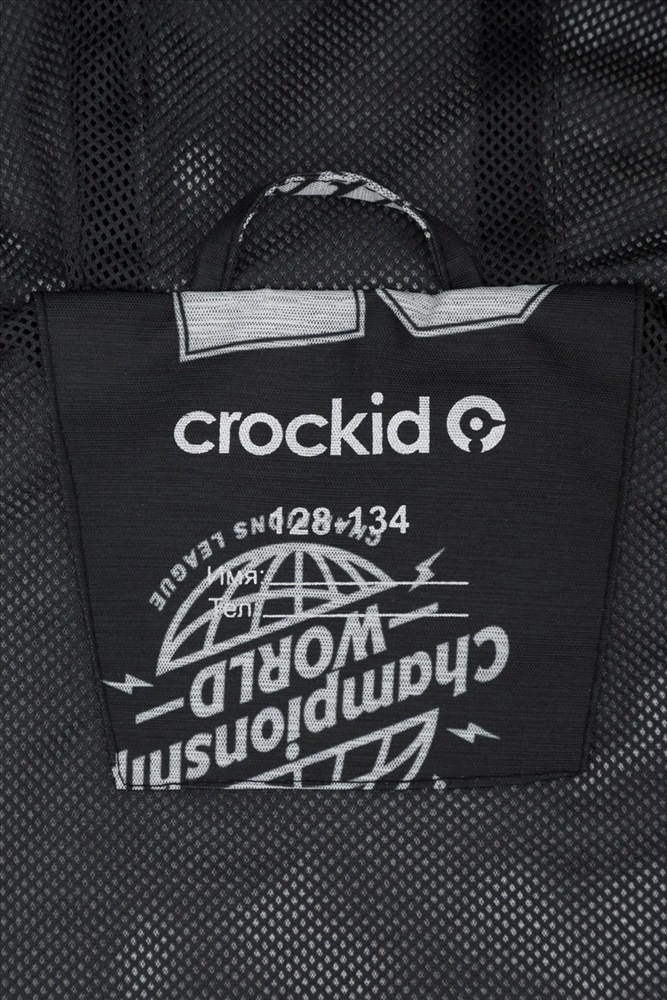 crockid
128-134
CHAMPIONS LEAGUE
Имя:
Тел:
WORLD
Championship